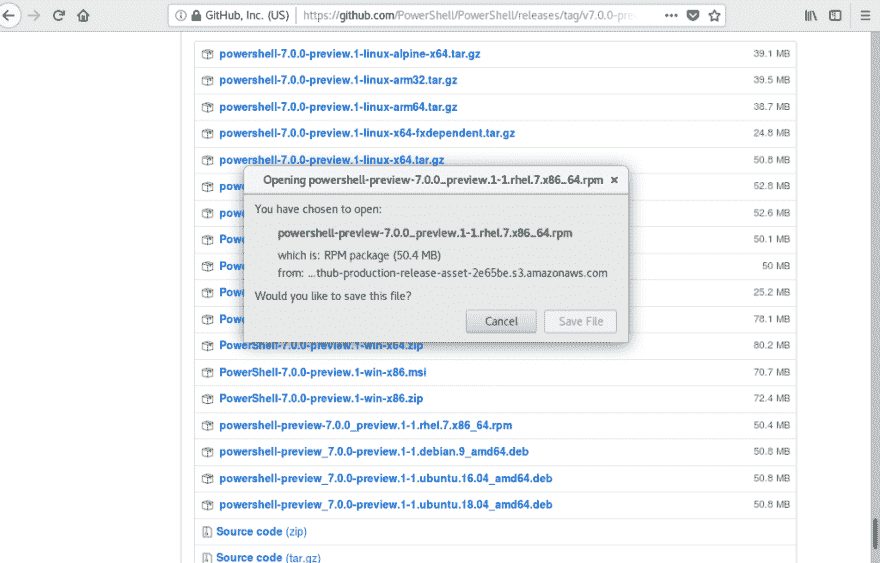 GitHub, Inc. (US) https://github.com/PowerShell/PowerShell/releases/tag/v7.0.0-pre
powershell-7.0.0-preview.1-linux-alpine-x64.tar.gz 39.1 MB
powershell-7.0.0-preview.1-linux-arm32.tar.gz 39.5 MB
powershell-7.0.0-preview.1-linux-arm64.tar.gz 38.7 MB
powershell-7.0.0-preview.1-linux-x64-fxdependent.tar.gz 24.8 MB
powershell-7.0.0-preview.1-linux-x64.tar.gz 50.8 MB
pow 52.8 MB
pow 52.6 MB
Pow 50.1 MB
Pow 50 MB
Pow 25.2 MB
Pow 78.1 MB
PowerShell-7.0.0-preview.1-win-x64.zip 80.2 MB
PowerShell-7.0.0-preview.1-win-x86.msi 70.7 MB
PowerShell-7.0.0-preview.1-win-x86.zip 72.4 MB
powershell-preview-7.0.0_preview.1-1.rhel.7.x86_64.rpm 50.4 MB
powershell-preview_7.0.0-preview.1-1.debian.9_amd64.deb 50.8 MB
powershell-preview_7.0.0-preview.1-1.ubuntu.16.04_amd64.deb 50.8 MB
powershell-preview_7.0.0-preview.1-1.ubuntu.18.04_amd64.deb 50.8 MB
Source code (zip)
Source code (tar.gz)
Opening powershell-preview-7.0.0_preview.1-1.rhel.7.x86_64.rpm
You have chosen to open:
powershell-preview-7.0.0_preview.1-1.rhel.7.x86_64.rpm
which is: RPM package (50.4 MB)
from: ...thub-production-release-asset-2e65be.s3.amazonaws.com
Would you like to save this file?
Cancel Save File